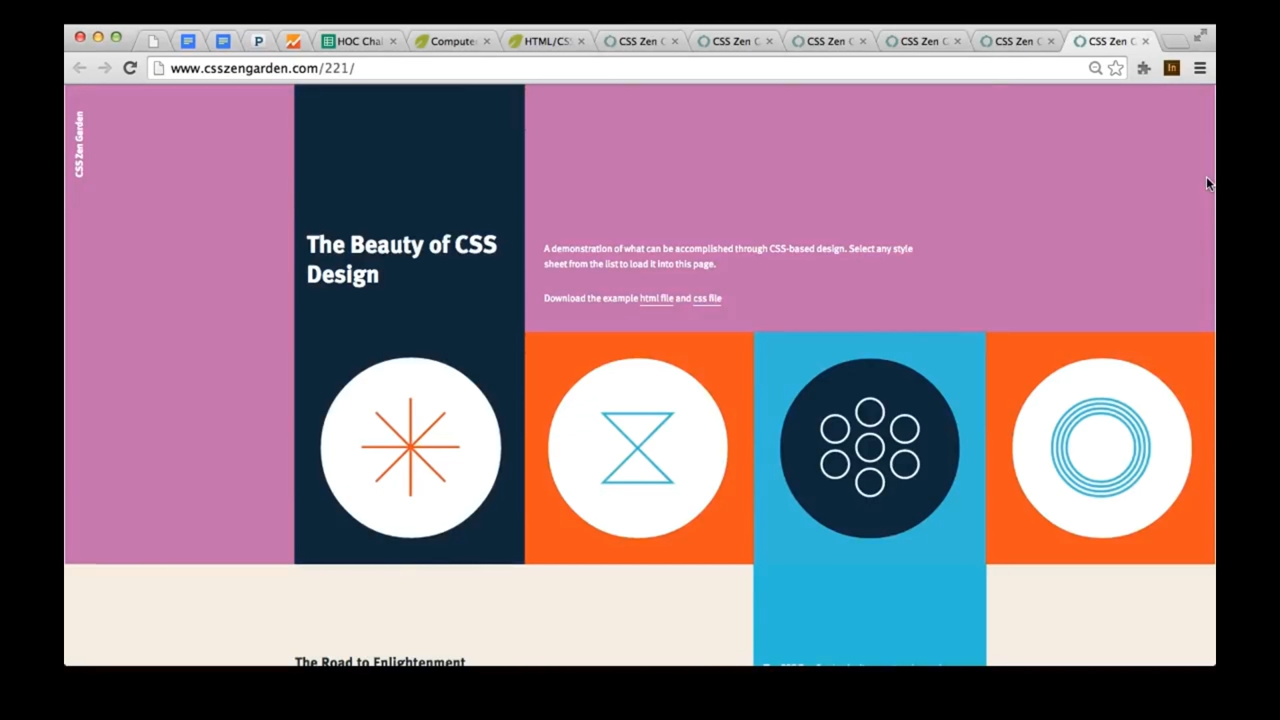 HOC Chal
Compute
HTML/CS
CSS Zen G
CSS Zen G
CSS Zen G
CSS Zen G
CSS Zen G
CSS Zen G
www.csszengarden.com/221/
In
CSS Zen Garden
The Beauty of CSS
Design
A demonstration of what can be accomplished through CSS-based design. Select any style
sheet from the list to load it into this page.
Download the example html file and css file
The Road to Enlightenment